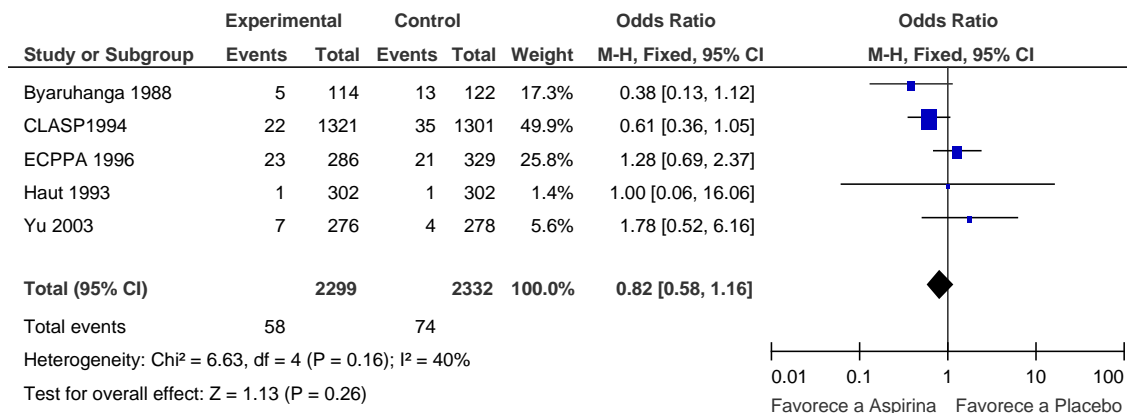 Experimental Control Odds Ratio Odds Ratio
Study or Subgroup Events Total Events Total Weight M-H, Fixed, 95% CI M-H, Fixed, 95% CI
Byaruhanga 1988 5 114 13 122 17.3% 0.38 [0.13, 1.12]
CLASP1994 22 1321 35 1301 49.9% 0.61 [0.36, 1.05]
ECPPA 1996 23 286 21 329 25.8% 1.28 [0.69, 2.37]
Haut 1993 1 302 1 302 1.4% 1.00 [0.06, 16.06]
Yu 2003 7 276 4 278 5.6% 1.78 [0.52, 6.16]
Total (95% CI) 2299 2332 100.0% 0.82 [0.58, 1.16]
Total events 58 74
Heterogeneity: Chi² = 6.63, df = 4 (P = 0.16); I² = 40%
Test for overall effect: Z = 1.13 (P = 0.26)
0.01 0.1 1 10 100
Favorece a Aspirina Favorece a Placebo